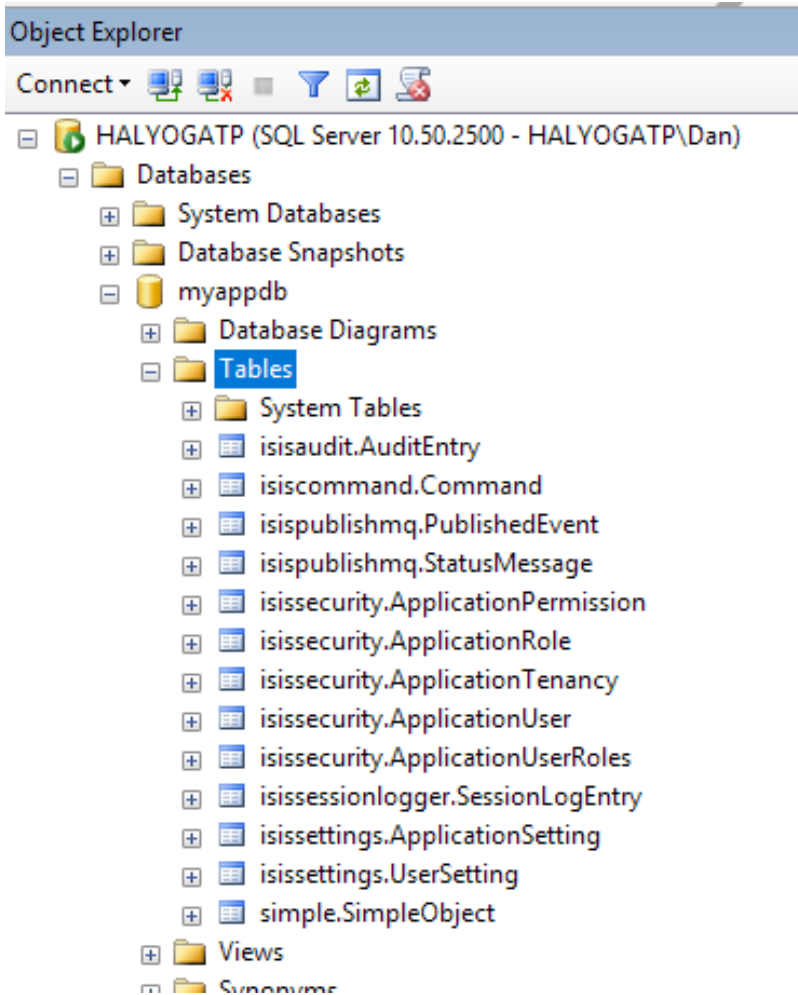 Object Explorer
Connect
HALYOGATP (SQL Server 10.50.2500 - HALYOGATP\Dan)
Databases
System Databases
Database Snapshots
myappdb
Database Diagrams
Tables
System Tables
isisaudit.AuditEntry
isiscommand.Command
isispublishmq.PublishedEvent
isispublishmq.StatusMessage
isissecurity.ApplicationPermission
isissecurity.ApplicationRole
isissecurity.ApplicationTenancy
isissecurity.ApplicationUser
isissecurity.ApplicationUserRoles
isissessionlogger.SessionLogEntry
isissettings.ApplicationSetting
isissettings.UserSetting
simple.SimpleObject
Views
Synonyms